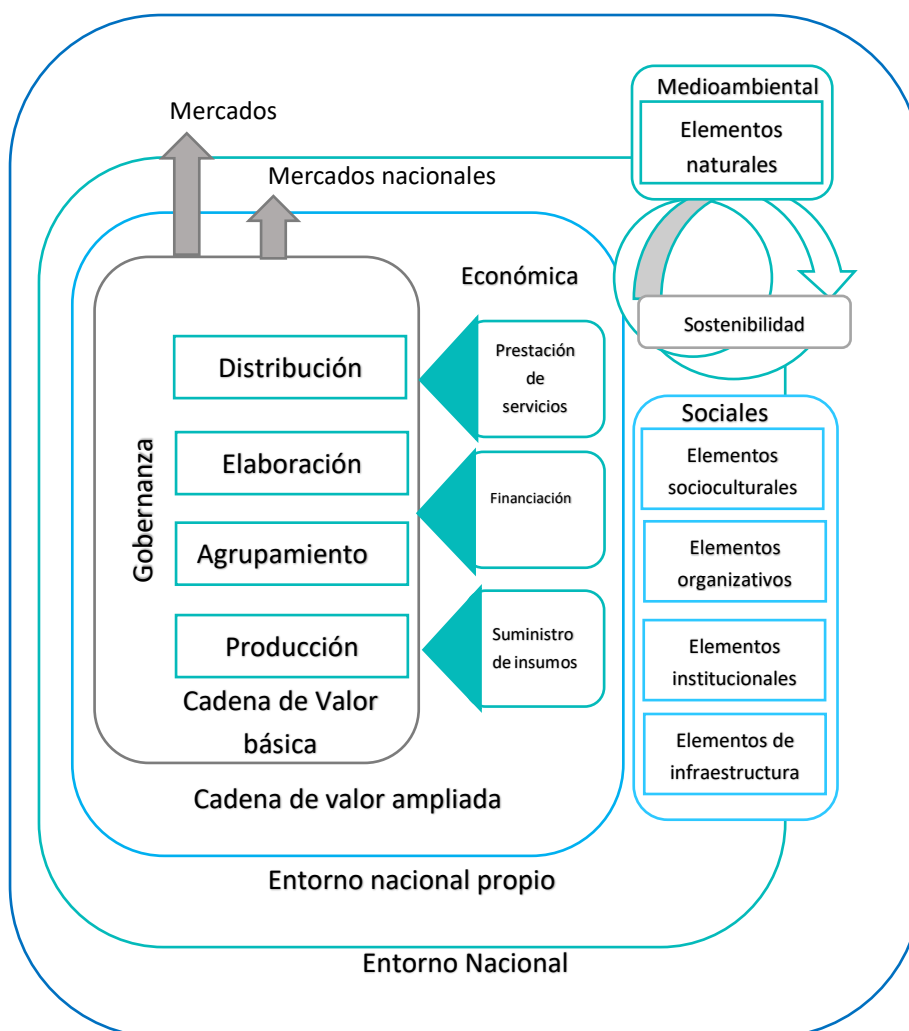 Medioambiental
Elementos
naturales
Mercados
Mercados nacionales
Económica
Sostenibilidad
Gobernanza
Distribución
Elaboración
Agrupamiento
Producción
Cadena de Valor
básica
Prestación
de
servicios
Financiación
Suministro
de insumos
Sociales
Elementos
socioculturales
Elementos
organizativos
Elementos
institucionales
Elementos de
infraestructura
Cadena de valor ampliada
Entorno nacional propio
Entorno Nacional